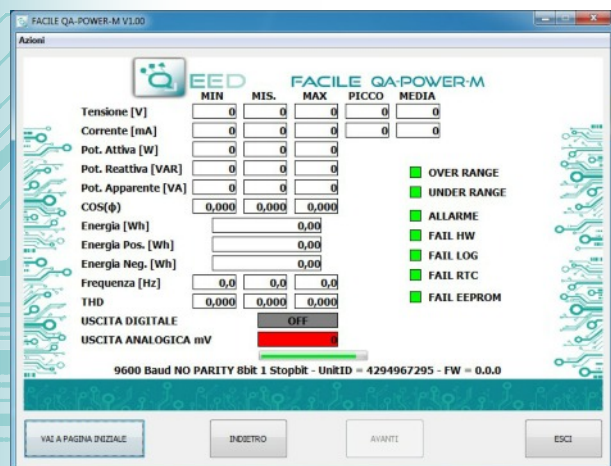 FACILE QA-POWER-M V1.00
Azioni
QEED FACILE QA-POWER-M
MIN MIS. MAX PICCO MEDIA
Tensione [V] 0 0 0 0 0
Corrente [mA] 0 0 0 0 0
Pot. Attiva [W] 0 0 0
Pot. Reattiva [VAR] 0 0 0
Pot. Apparente [VA] 0 0 0
COS(ϕ) 0,000 0,000 0,000
Energia [Wh] 0,00
Energia Pos. [Wh] 0,00
Energia Neg. [Wh] 0,00
Frequenza [Hz] 0,0 0,0 0,0
THD 0,000 0,000 0,000
USCITA DIGITALE OFF
USCITA ANALOGICA mV 0
OVER RANGE
UNDER RANGE
ALLARME
FAIL HW
FAIL LOG
FAIL RTC
FAIL EEPROM
9600 Baud NO PARITY 8bit 1 Stopbit - UnitID = 4294967295 - FW = 0.0.0
VAI A PAGINA INIZIALE INDIETRO AVANTI ESCI